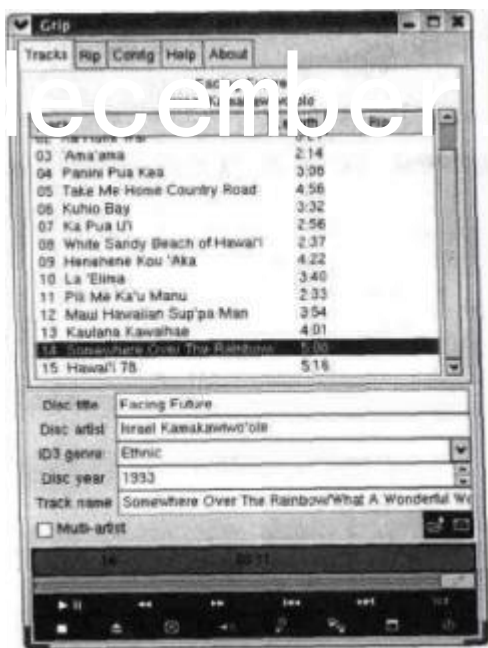 Grip
Tracks Rip Config Help About
december
03 'Ama'ama 2:14
04 Panini Pua Kea 3:08
05 Take Me Home Country Road 4:56
06 Kuhio Bay 3:32
07 Ka Pua U'i 2:56
08 White Sandy Beach of Hawai'i 2:37
09 Henehene Kou 'Aka 4:22
10 La 'Elima 3:40
11 Pili Me Ka'u Manu 2:33
12 Maui Hawaiian Sup'pa Man 3:54
13 Kaulana Kawaihae 4:01
14 Somewhere Over The Rainbow 5:00
15 Hawai'i 78 5:16
Disc title Facing Future
Disc artist Israel Kamakawiwo'ole
ID3 genre Ethnic
Disc year 1993
Track name Somewhere Over The Rainbow/What A Wonderful Wo
Multi-artist
14